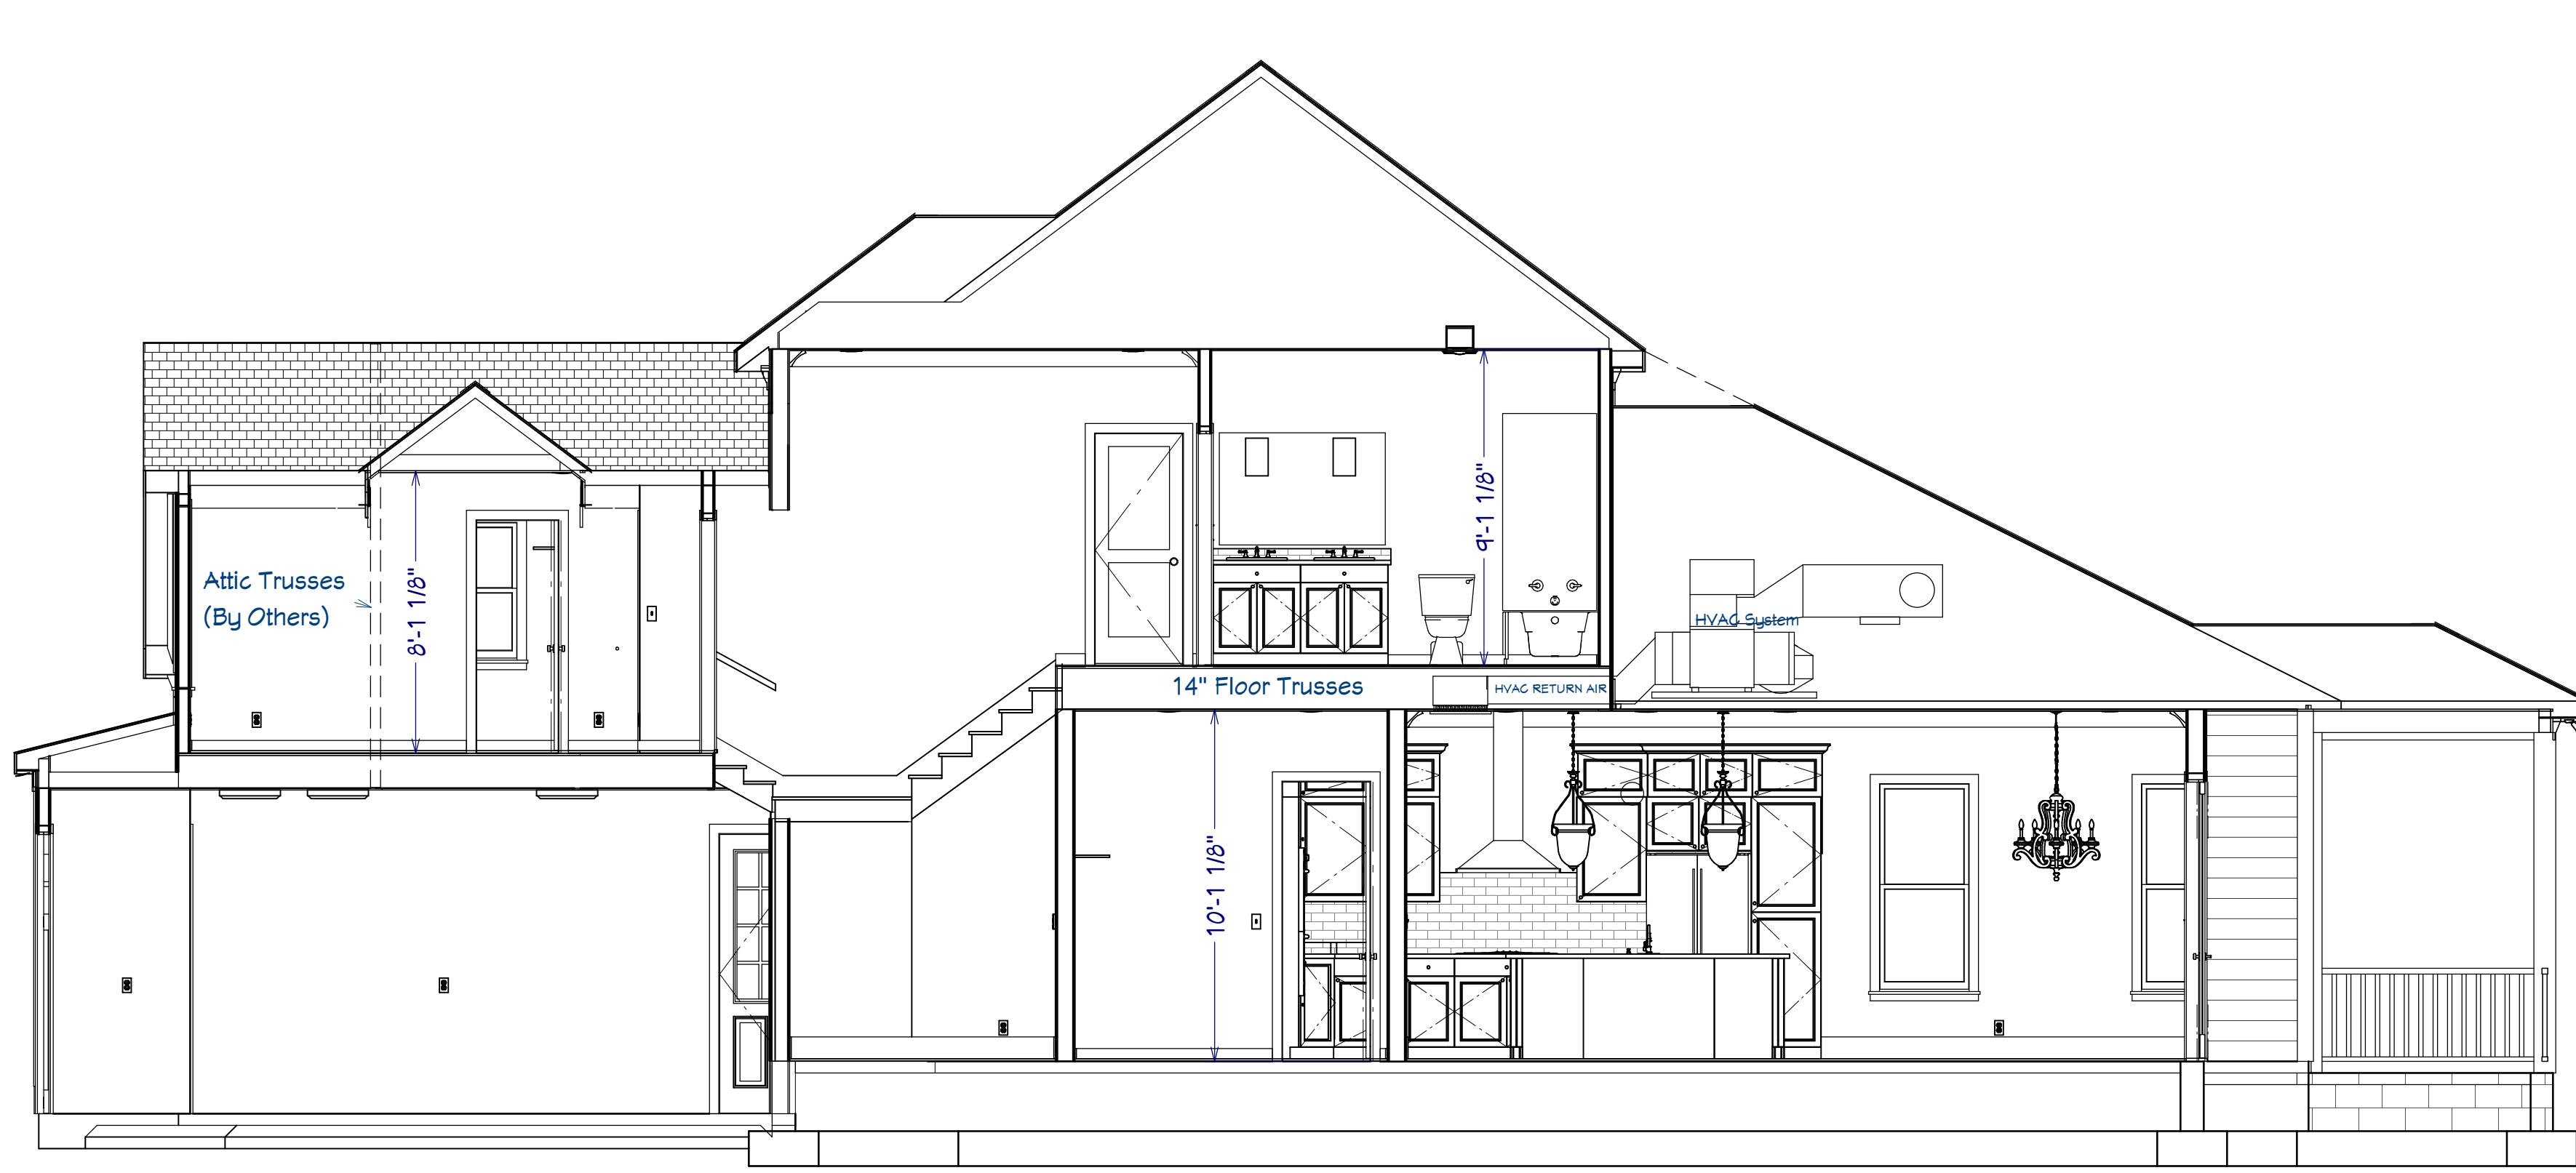 Attic Trusses
(By Others)
8'-1 1/8"
9'-1 1/8"
14" Floor Trusses
HVAC RETURN AIR
HVAC System
10'-1 1/8"